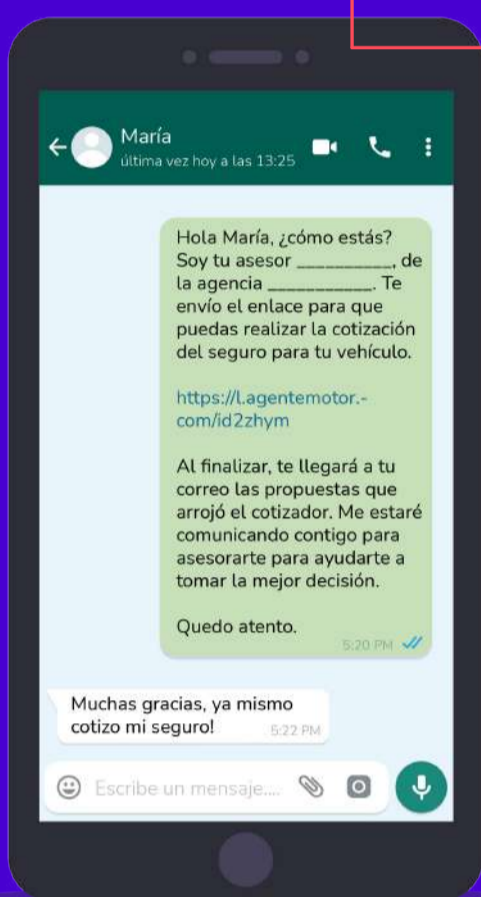 María
última vez hoy a las 13:25
Hola María, ¿cómo estás?
Soy tu asesor __________, de
la agencia ___________. Te
envío el enlace para que
puedas realizar la cotización
del seguro para tu vehículo.
https://l.agentemotor.-
com/id2zhym
Al finalizar, te llegará a tu
correo las propuestas que
arrojó el cotizador. Me estaré
comunicando contigo para
asesorarte para ayudarte a
tomar la mejor decisión.
Quedo atento.
5:20 PM
Muchas gracias, ya mismo
cotizo mi seguro!
5:22 PM
Escribe un mensaje....